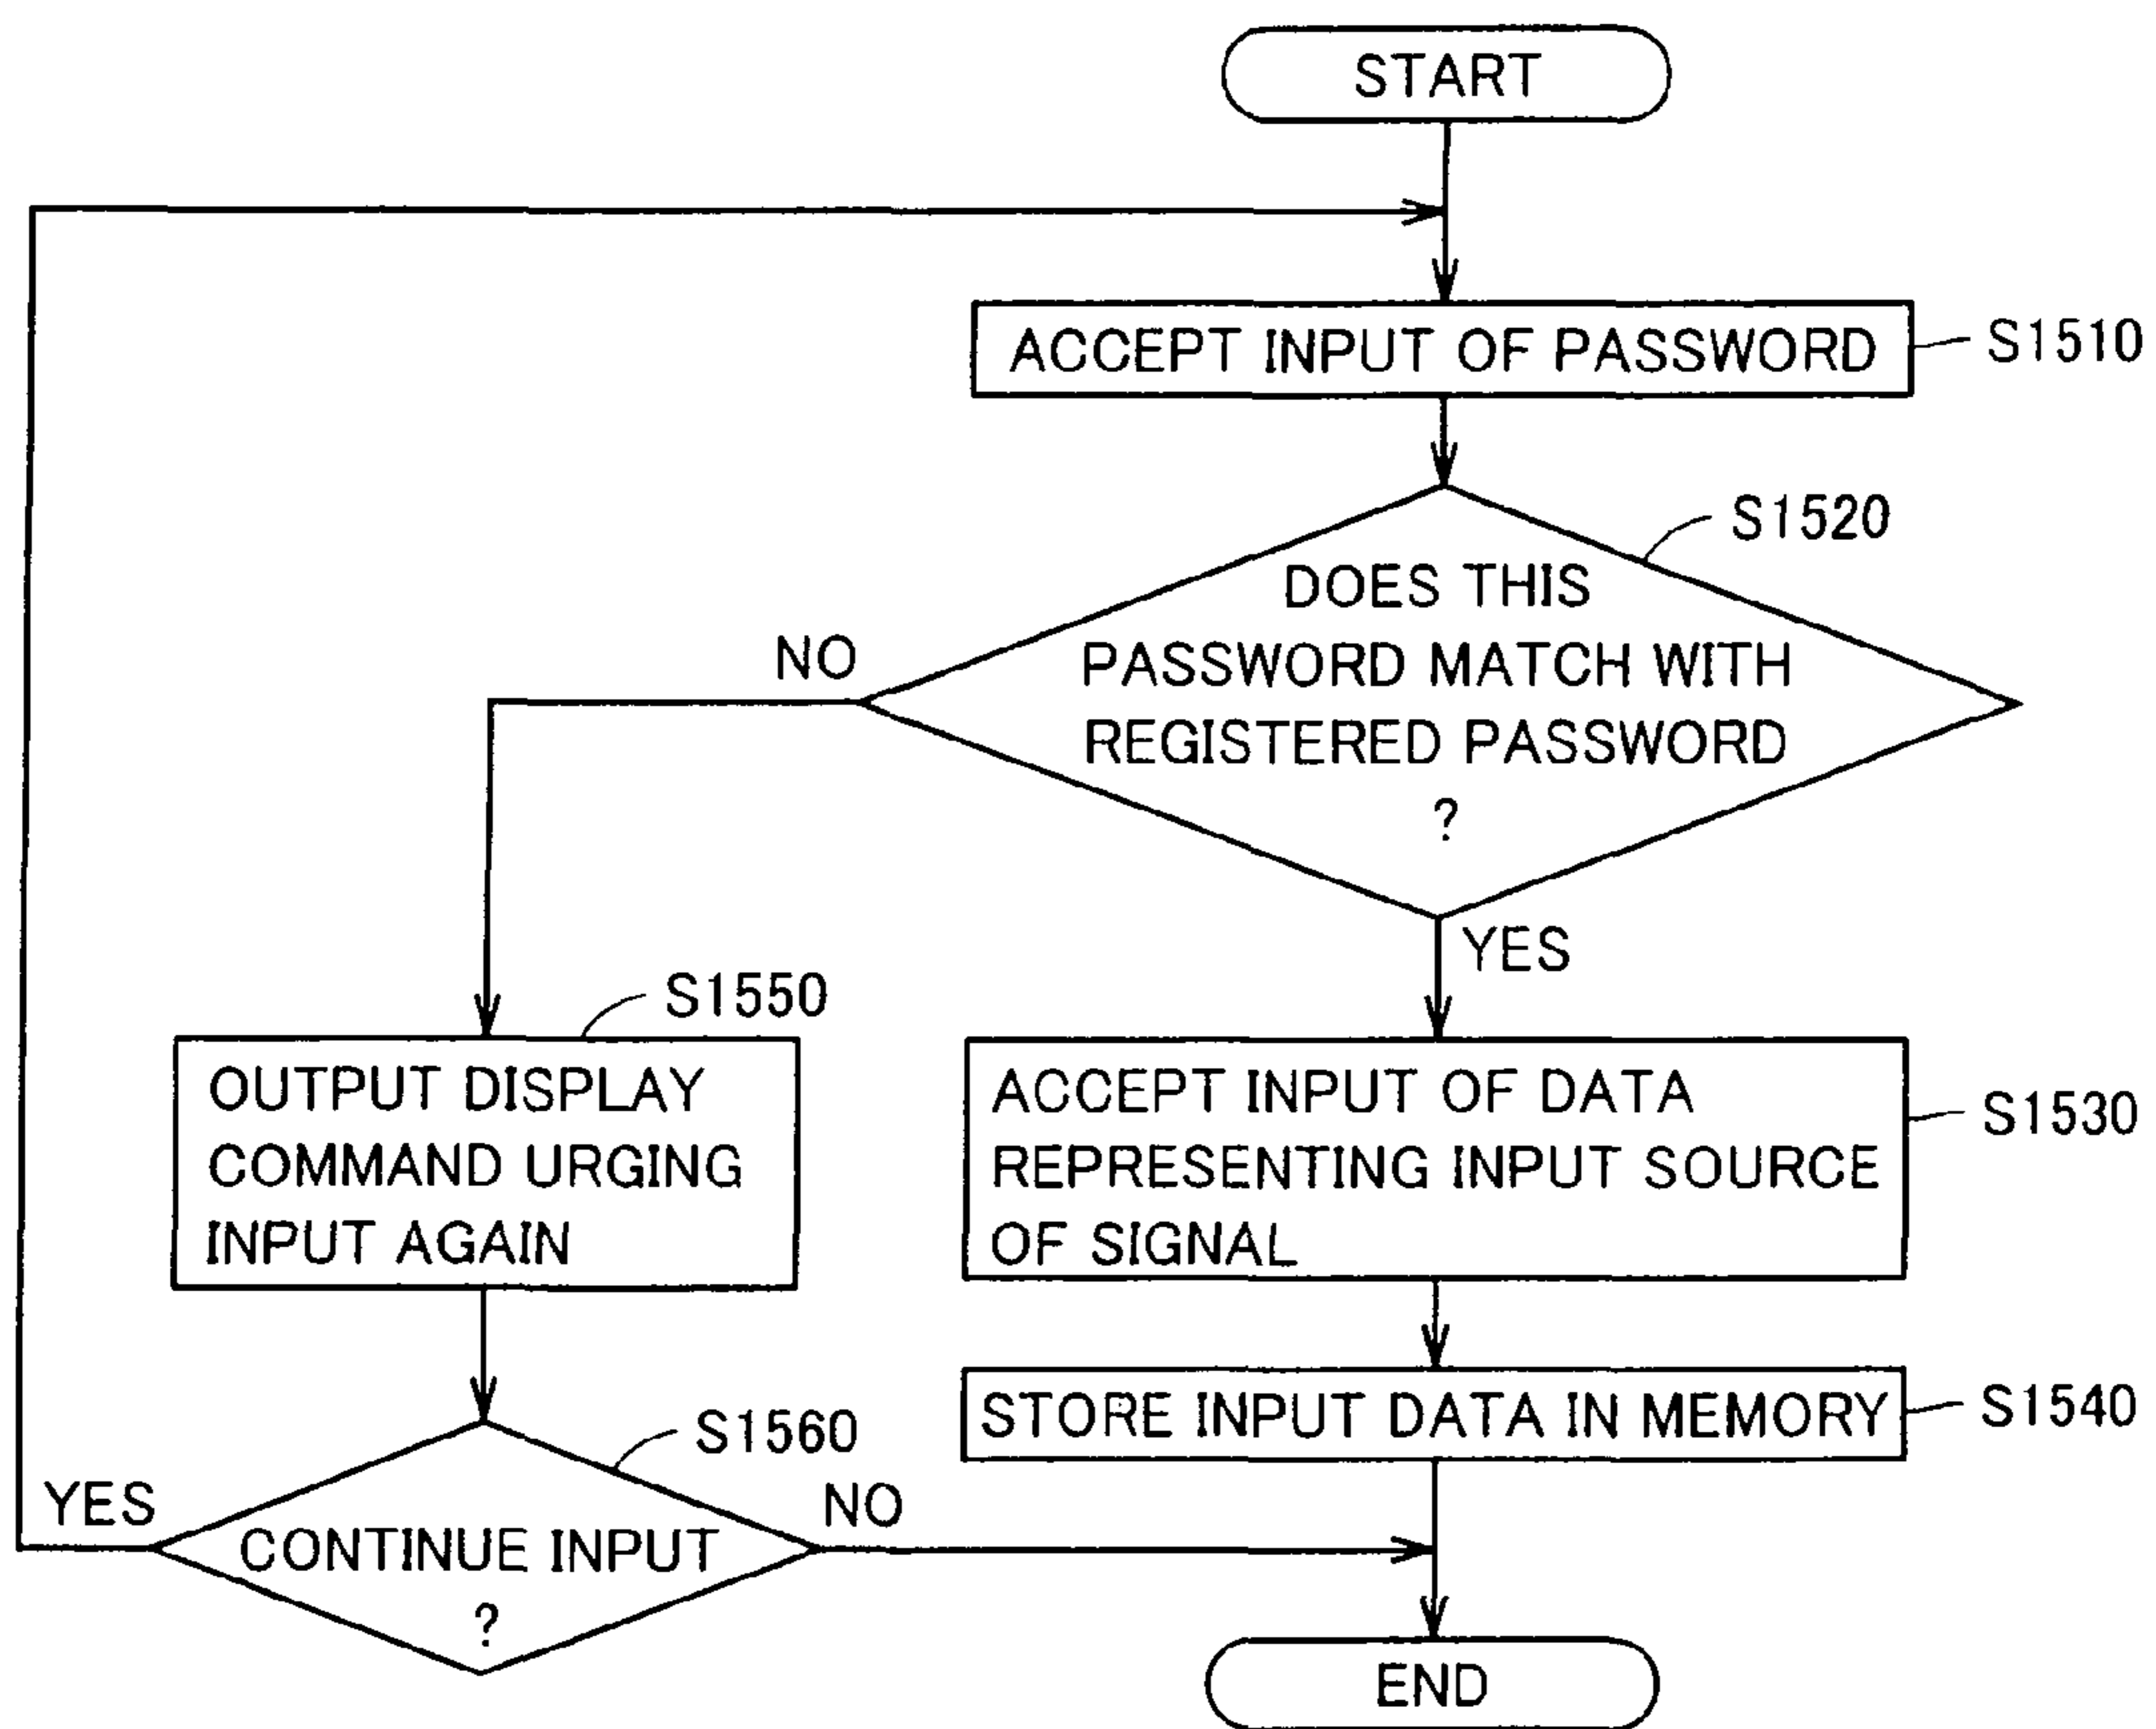 START
ACCEPT INPUT OF PASSWORD
S1510
S1520
DOES THIS
PASSWORD MATCH WITH
REGISTERED PASSWORD
?
NO
YES
S1550
OUTPUT DISPLAY
COMMAND URGING
INPUT AGAIN
ACCEPT INPUT OF DATA
REPRESENTING INPUT SOURCE
OF SIGNAL
S1530
STORE INPUT DATA IN MEMORY
S1540
S1560
YES
CONTINUE INPUT
?
NO
END